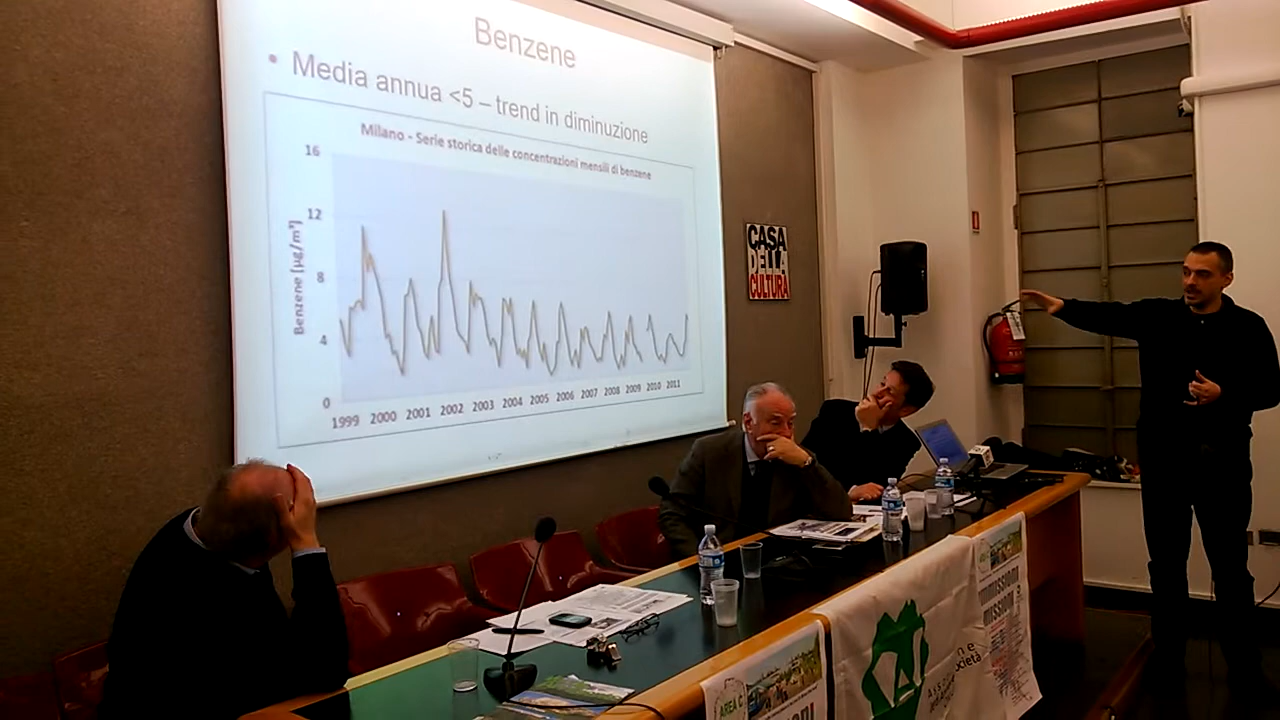 Benzene
• Media annua <5 – trend in diminuzione
Milano - Serie storica delle concentrazioni mensili di benzene
Benzene [µg/m³]
16
12
8
4
0
1999 2000 2001 2002 2003 2004 2005 2006 2007 2008 2009 2010 2011
CASA
DELLA
CULTURA
AREA C